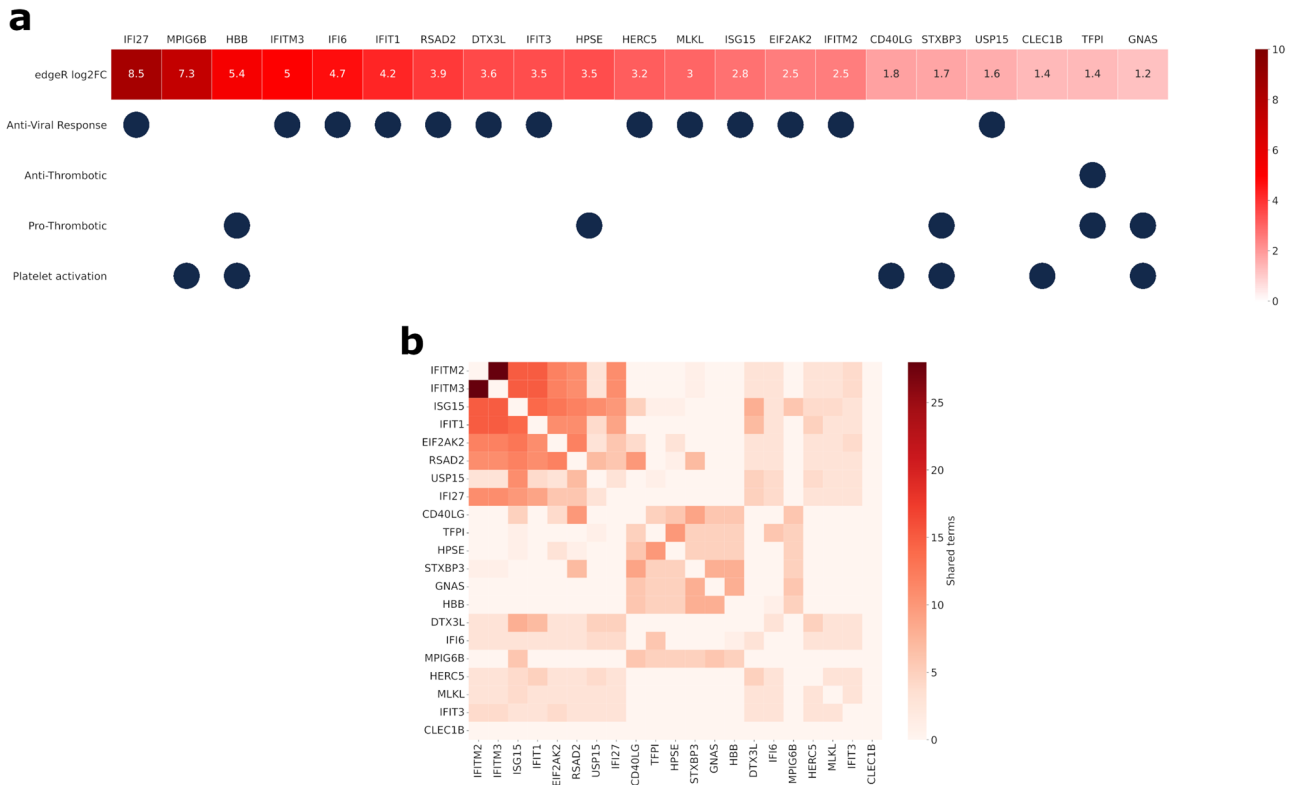 a
IFI27 MPIG6B HBB IFITM3 IFI6 IFIT1 RSAD2 DTX3L IFIT3 HPSE HERC5 MLKL ISG15 EIF2AK2 IFITM2 CD40LG STXBP3 USP15 CLEC1B TFPI GNAS
edgeR log2FC 8.5 7.3 5.4 5 4.7 4.2 3.9 3.6 3.5 3.5 3.2 3 2.8 2.5 2.5 1.8 1.7 1.6 1.4 1.4 1.2
Anti-Viral Response
Anti-Thrombotic
Pro-Thrombotic
Platelet activation
10
8
6
4
2
0
b
IFITM2
IFITM3
ISG15
IFIT1
EIF2AK2
RSAD2
USP15
IFI27
CD40LG
TFPI
HPSE
STXBP3
GNAS
HBB
DTX3L
IFI6
MPIG6B
HERC5
MLKL
IFIT3
CLEC1B
IFITM2 IFITM3 ISG15 IFIT1 EIF2AK2 RSAD2 USP15 IFI27 CD40LG TFPI HPSE STXBP3 GNAS HBB DTX3L IFI6 MPIG6B HERC5 MLKL IFIT3 CLEC1B
25
20
15
10
5
0
Shared terms